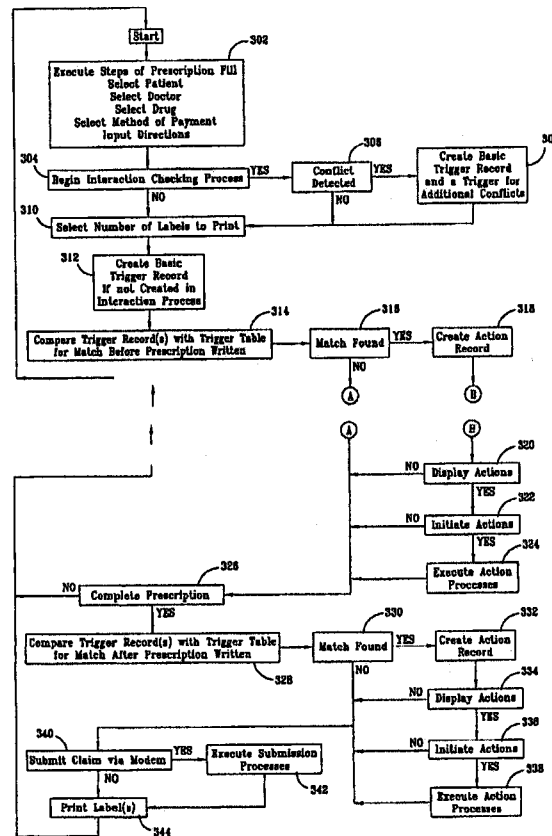 Start
302
Execute Steps of Prescription Fill
Select Patient
Select Doctor
Select Drug
Select Method of Payment
Input Directions
304
Begin Interaction Checking Process
YES
NO
306
Conflict
Detected
YES
NO
30
Create Basic
Trigger Record
and a Trigger for
Additional Conflicts
310
Select Number of Labels to Print
312
Create Basic
Trigger Record
If not Created in
Interaction Process
314
Compare Trigger Record(s) with Trigger Table
for Match Before Prescription Written
316
Match Found
YES
NO
318
Create Action
Record
A
B
A
B
320
Display Actions
NO
YES
322
Initiate Actions
NO
YES
324
Execute Action
Processes
326
Complete Prescription
NO
YES
Compare Trigger Record(s) with Trigger Table
for Match After Prescription Written
328
330
Match Found
YES
NO
332
Create Action
Record
334
Display Actions
NO
YES
336
Initiate Actions
NO
YES
338
Execute Action
Processes
340
Submit Claim via Modem
YES
NO
Execute Submission
Processes
342
Print Label(s)
344